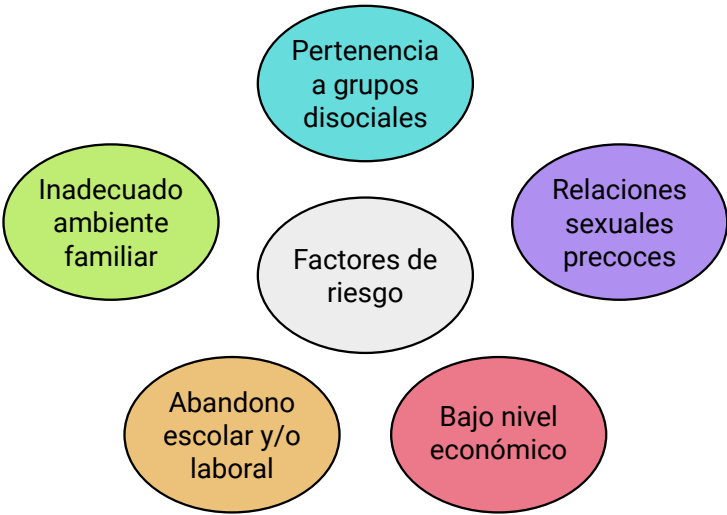 Pertenencia
a grupos
disociales
Inadecuado
ambiente
familiar
Relaciones
sexuales
precoces
Factores de
riesgo
Abandono
escolar y/o
laboral
Bajo nivel
económico